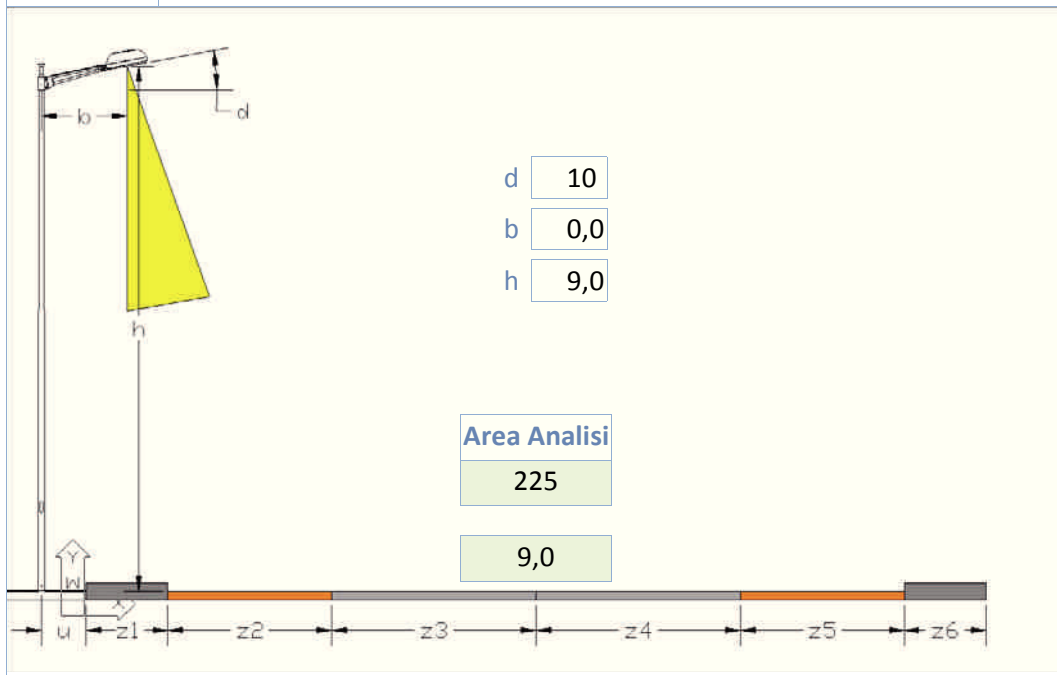 b
d
d 10
b 0,0
h 9,0
h
Area Analisi
225
9,0
Y
W
X
u z1 z2 z3 z4 z5 z6